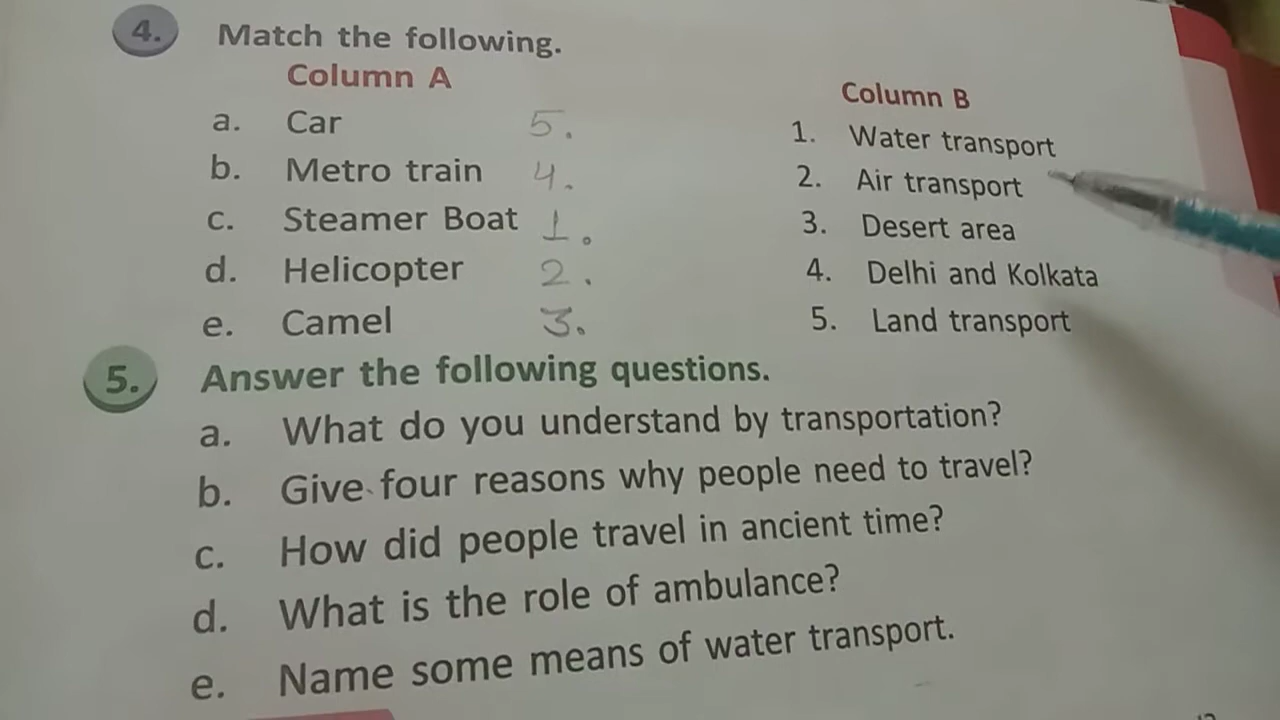 4. Match the following.
Column A
Column B
a. Car 5. 1. Water transport
b. Metro train 4. 2. Air transport
c. Steamer Boat 1. 3. Desert area
d. Helicopter 2. 4. Delhi and Kolkata
e. Camel 3. 5. Land transport
5. Answer the following questions.
a. What do you understand by transportation?
b. Give four reasons why people need to travel?
c. How did people travel in ancient time?
d. What is the role of ambulance?
e. Name some means of water transport.